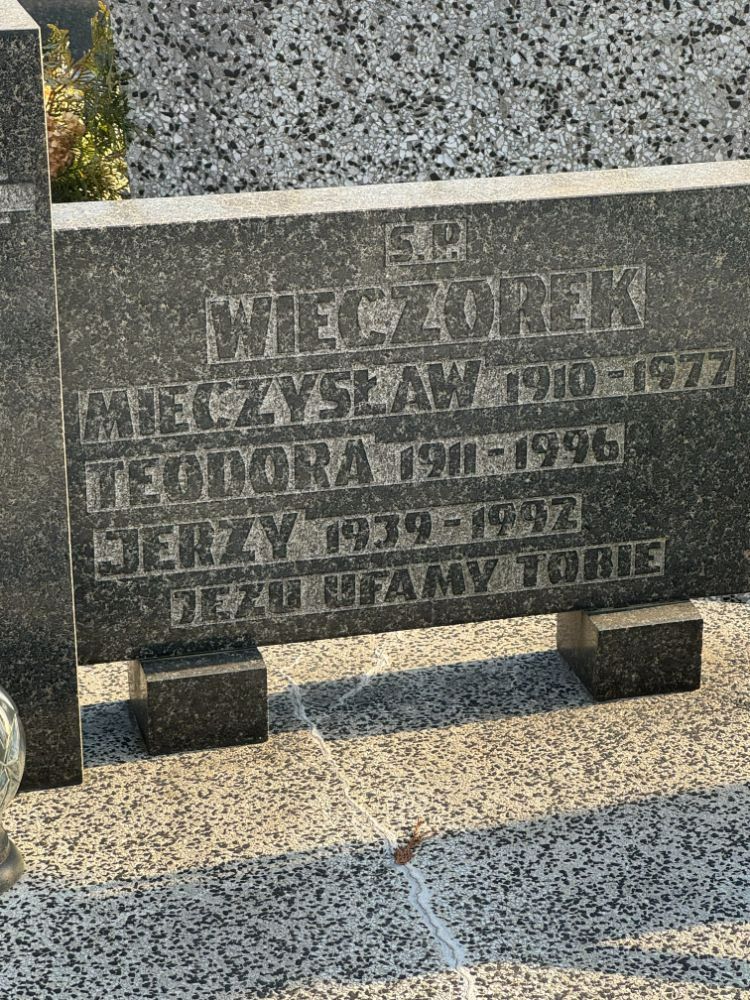 S.P.
WIECZOREK
MIECZYSŁAW 1910-1977
TEODORA 1911-1996
JERZY 1939-1992
JEZU UFAMY TOBIE